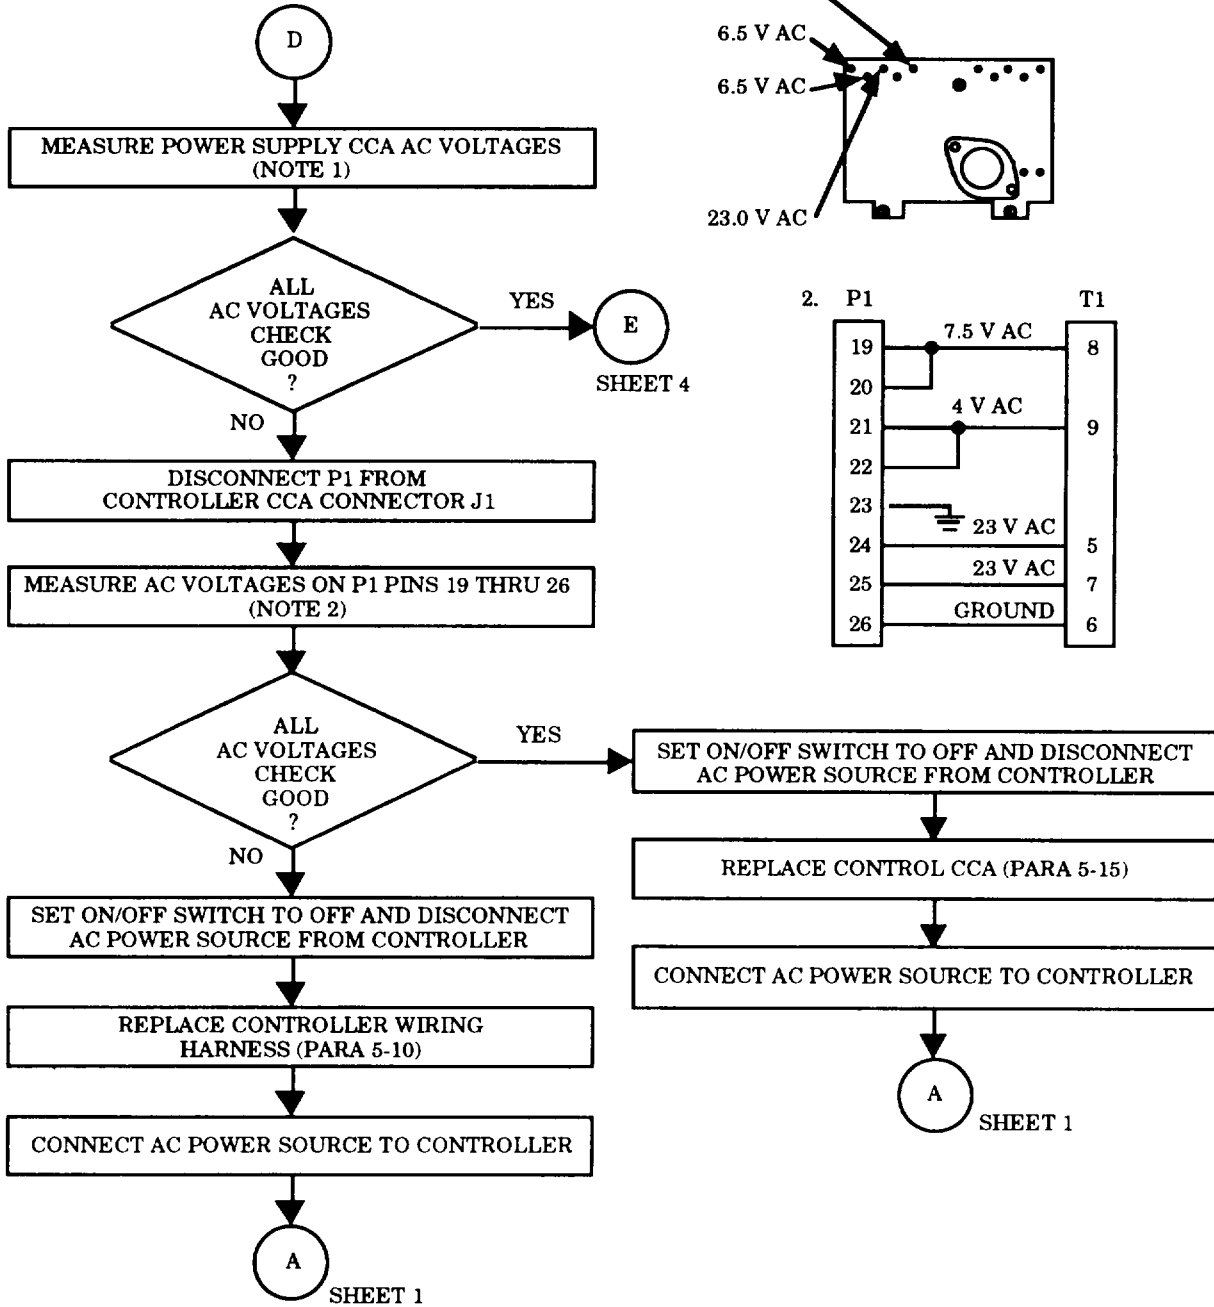 D
MEASURE POWER SUPPLY CCA AC VOLTAGES
(NOTE 1)
ALL
AC VOLTAGES
CHECK
GOOD
?
YES
E
SHEET 4
NO
DISCONNECT P1 FROM
CONTROLLER CCA CONNECTOR J1
MEASURE AC VOLTAGES ON P1 PINS 19 THRU 26
(NOTE 2)
ALL
AC VOLTAGES
CHECK
GOOD
?
YES
NO
SET ON/OFF SWITCH TO OFF AND DISCONNECT
AC POWER SOURCE FROM CONTROLLER
REPLACE CONTROLLER WIRING
HARNESS (PARA 5-10)
CONNECT AC POWER SOURCE TO CONTROLLER
A
SHEET 1
SET ON/OFF SWITCH TO OFF AND DISCONNECT
AC POWER SOURCE FROM CONTROLLER
REPLACE CONTROL CCA (PARA 5-15)
CONNECT AC POWER SOURCE TO CONTROLLER
A
SHEET 1
6.5 V AC
6.5 V AC
23.0 V AC
2. P1 T1
19 7.5 V AC 8
20
21 4 V AC 9
22
23
23 V AC
24 5
23 V AC
25 7
GROUND
26 6